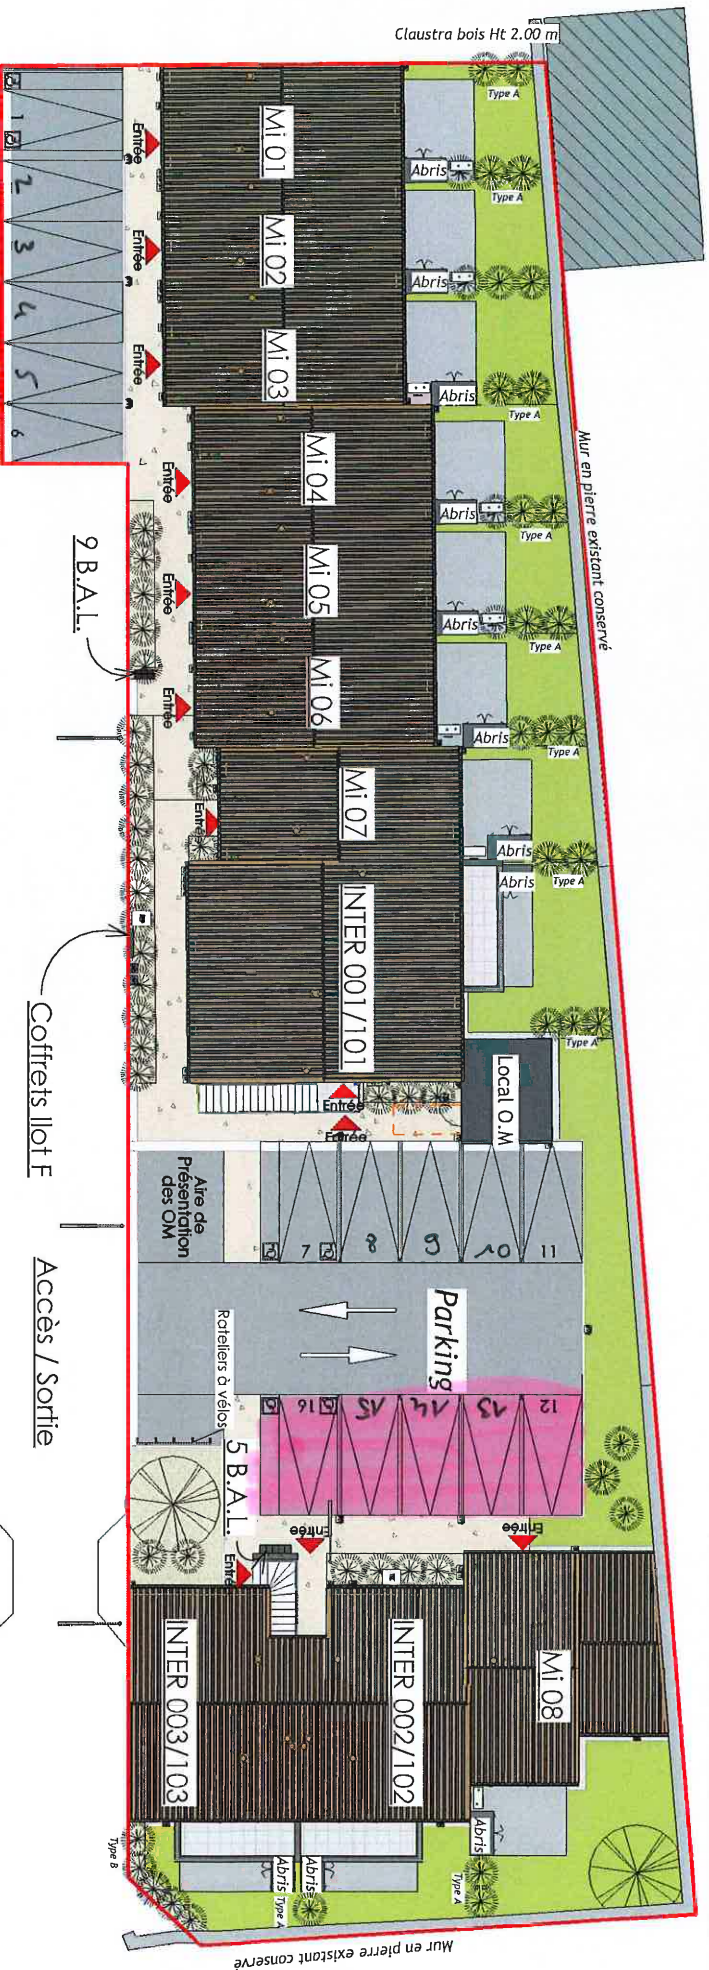 Claustra bois Ht 2.00 m
Type A
Abris
Type A
Abris
Type A
Abris
Type A
Abris
Type A
Abris
Type A
Abris
Type A
Abris
Abris
Type A
Type A
Mur en pierre existant conservé
Mi 01
Mi 02
Mi 03
Mi 04
Mi 05
Mi 06
Mi 07
INTER 001/101
Local O.M
Entrée
Entrée
Entrée
Entrée
Entrée
Entrée
Entrée
Entrée
Entrée
1
2
3
4
5
6
9 B.A.L.
Coffrets Ilot F
Aire de
Présentation
des OM
7
8
9
10
11
Parking
Accès / Sortie
Rateliers à vélos
5 B.A.L.
16
15
14
13
12
Entrée
Entrée
Entrée
Mi 08
INTER 002/102
INTER 003/103
Abris
Type A
Abris
Abris
Type A
Type B
Mur en pierre existant conservé